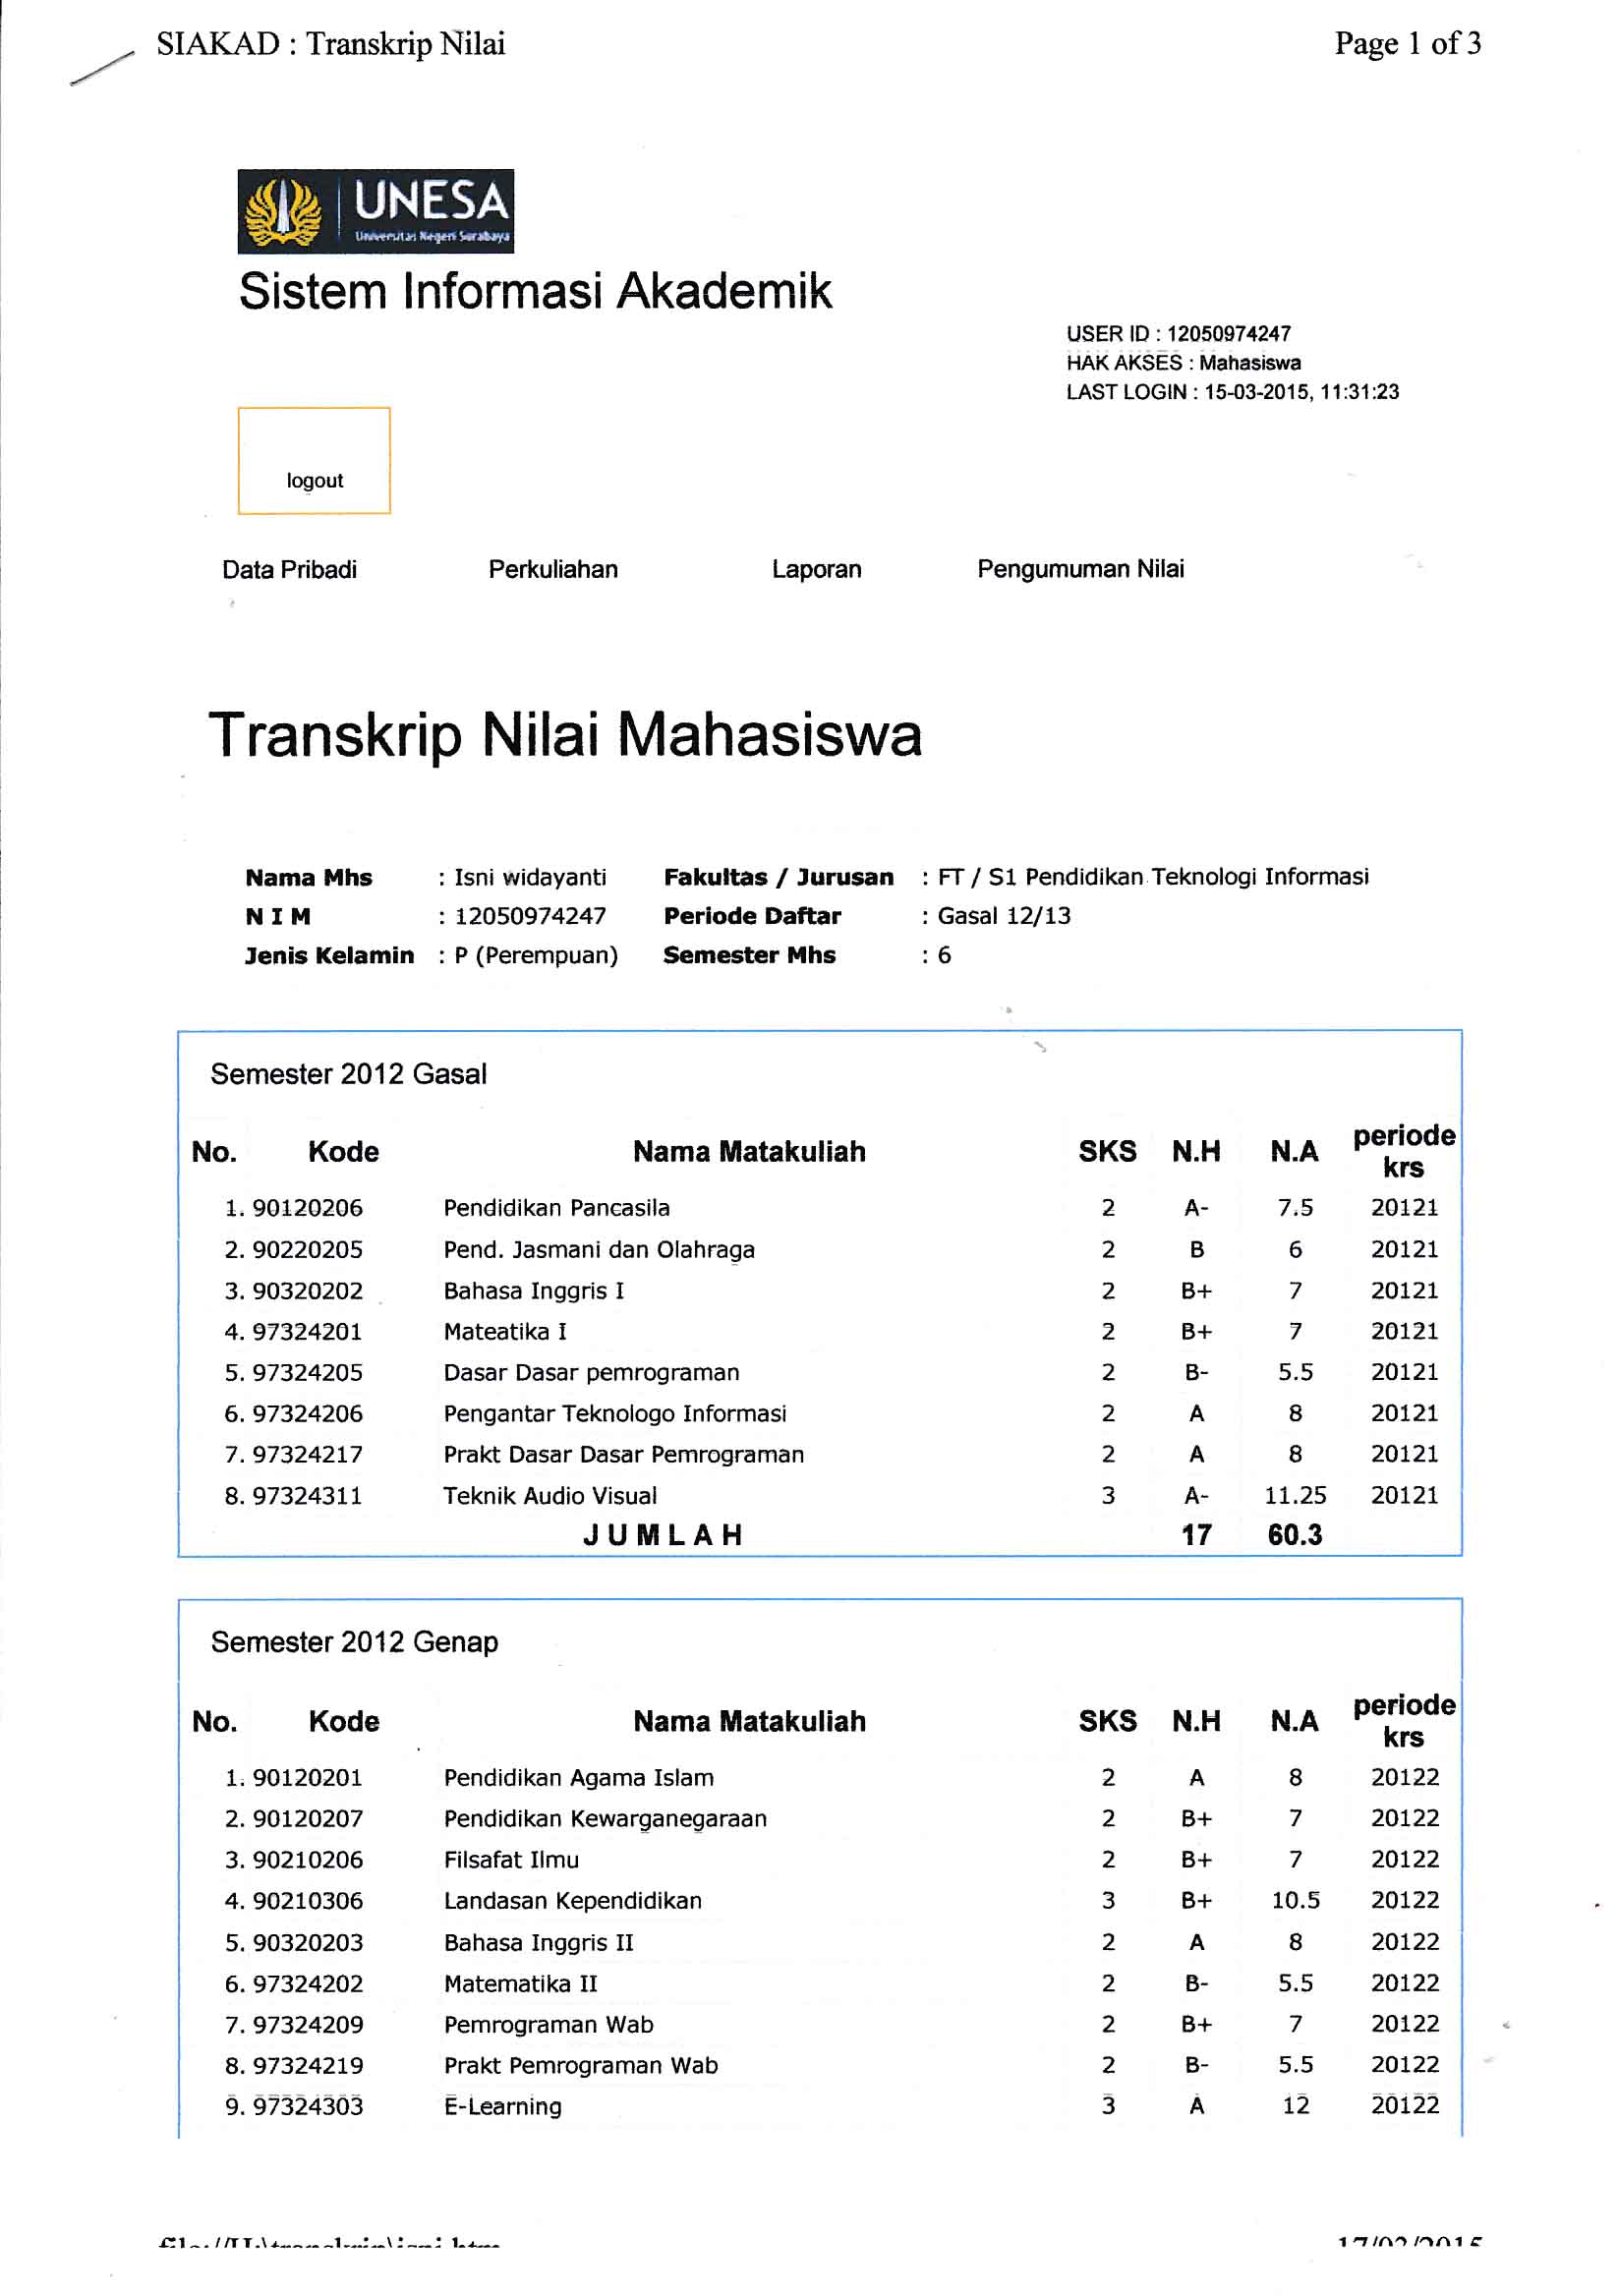 SIAKAD : Transkrip Nilai Page 1 of 3
UNESA
Universitas Negeri Surabaya
Sistem Informasi Akademik
USER ID : 12050974247
HAK AKSES : Mahasiswa
LAST LOGIN : 15-03-2015, 11:31:23
logout
Data Pribadi Perkuliahan Laporan Pengumuman Nilai
Transkrip Nilai Mahasiswa
Nama Mhs : Isni widayanti Fakultas / Jurusan : FT / S1 Pendidikan Teknologi Informasi
N I M : 12050974247 Periode Daftar : Gasal 12/13
Jenis Kelamin : P (Perempuan) Semester Mhs : 6
Semester 2012 Gasal
No. Kode Nama Matakuliah SKS N.H N.A periode krs
1. 90120206 Pendidikan Pancasila 2 A- 7.5 20121
2. 90220205 Pend. Jasmani dan Olahraga 2 B 6 20121
3. 90320202 Bahasa Inggris I 2 B+ 7 20121
4. 97324201 Mateatika I 2 B+ 7 20121
5. 97324205 Dasar Dasar pemrograman 2 B- 5.5 20121
6. 97324206 Pengantar Teknologo Informasi 2 A 8 20121
7. 97324217 Prakt Dasar Dasar Pemrograman 2 A 8 20121
8. 97324311 Teknik Audio Visual 3 A- 11.25 20121
J U M L A H 17 60.3
Semester 2012 Genap
No. Kode Nama Matakuliah SKS N.H N.A periode krs
1. 90120201 Pendidikan Agama Islam 2 A 8 20122
2. 90120207 Pendidikan Kewarganegaraan 2 B+ 7 20122
3. 90210206 Filsafat Ilmu 2 B+ 7 20122
4. 90210306 Landasan Kependidikan 3 B+ 10.5 20122
5. 90320203 Bahasa Inggris II 2 A 8 20122
6. 97324202 Matematika II 2 B- 5.5 20122
7. 97324209 Pemrograman Wab 2 B+ 7 20122
8. 97324219 Prakt Pemrograman Wab 2 B- 5.5 20122
9. 97324303 E-Learning 3 A 12 20122